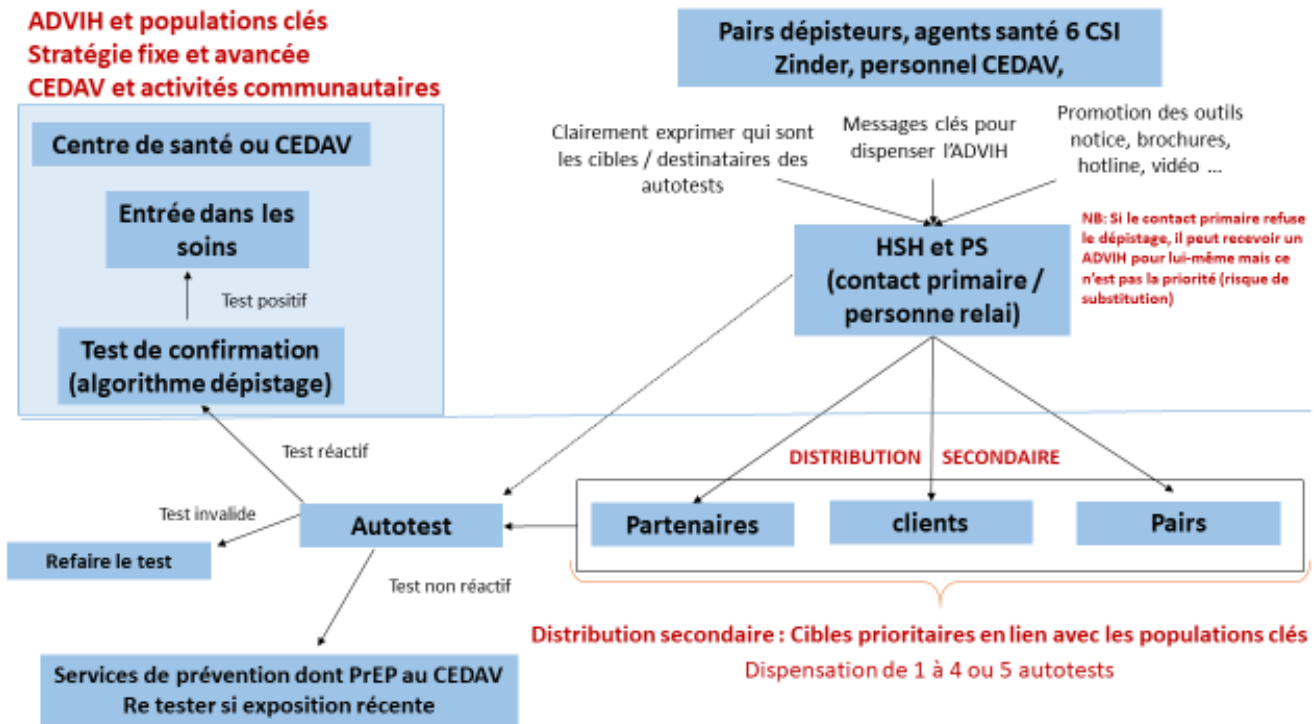 ADVIH et populations clés
Stratégie fixe et avancée
CEDAV et activités communautaires
Centre de santé ou CEDAV
Entrée dans les
soins
Test positif
Test de confirmation
(algorithme dépistage)
Pairs dépisteurs, agents santé 6 CSI
Zinder, personnel CEDAV,
Clairement exprimer qui sont
les cibles / destinataires des
autotests
Messages clés pour
dispenser l'ADVIH
Promotion des outils
notice, brochures,
hotline, vidéo ...
HSH et PS
(contact primaire /
personne relai)
NB: Si le contact primaire refuse
le dépistage, il peut recevoir un
ADVIH pour lui-même mais ce
n'est pas la priorité (risque de
substitution)
Test réactif
DISTRIBUTION SECONDAIRE
Test invalide
Autotest
Partenaires
clients
Pairs
Refaire le test
Test non réactif
Distribution secondaire : Cibles prioritaires en lien avec les populations clés
Dispensation de 1 à 4 ou 5 autotests
Services de prévention dont PrEP au CEDAV
Re tester si exposition récente